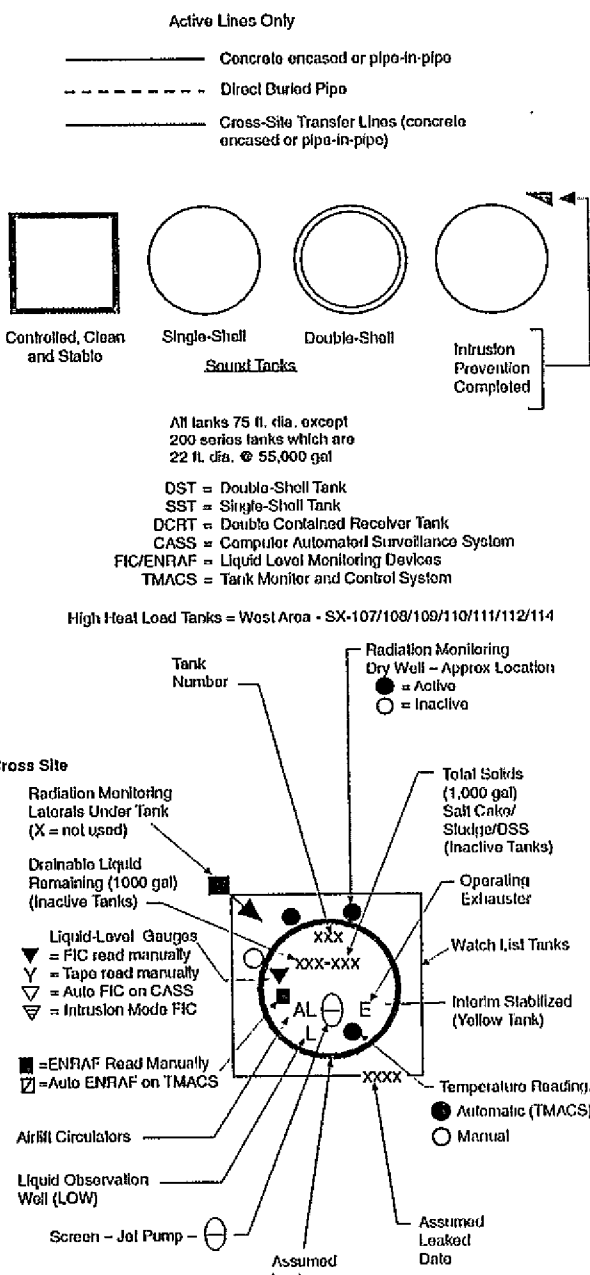 Active Lines Only
Concrete encased or pipe-in-pipe
Direct Buried Pipe
Cross-Site Transfer Lines (concrete
encased or pipe-in-pipe)
Controlled, Clean
and Stable
Single-Shell
Double-Shell
Sound Tanks
Intrusion
Prevention
Completed
All tanks 75 ft. dia. except
200 series tanks which are
22 ft. dia. @ 55,000 gal
DST = Double-Shell Tank
SST = Single-Shell Tank
DCRT = Double Contained Receiver Tank
CASS = Computer Automated Surveillance System
FIC/ENRAF = Liquid Level Monitoring Devices
TMACS = Tank Monitor and Control System
High Heat Load Tanks = West Area - SX-107/108/109/110/111/112/114
Tank
Number
Radiation Monitoring
Dry Well – Approx Location
= Active
= Inactive
Cross Site
Radiation Monitoring
Laterals Under Tank
(X = not used)
Total Solids
(1,000 gal)
Salt Cake/
Sludge/DSS
(Inactive Tanks)
Drainable Liquid
Remaining (1000 gal)
(Inactive Tanks)
Operating
Exhauster
Liquid-Level Gauges
= FIC read manually
Y = Tape read manually
= Auto FIC on CASS
= Intrusion Mode FIC
Watch List Tanks
Interim Stabilized
(Yellow Tank)
XXX
XXX-XXX
AL
E
L
XXXX
=ENRAF Read Manually
=Auto ENRAF on TMACS
Temperature Reading
Automatic (TMACS)
Manual
Airlift Circulators
Liquid Observation
Well (LOW)
Screen – Jet Pump –
Assumed
Leaked
Date
Assumed